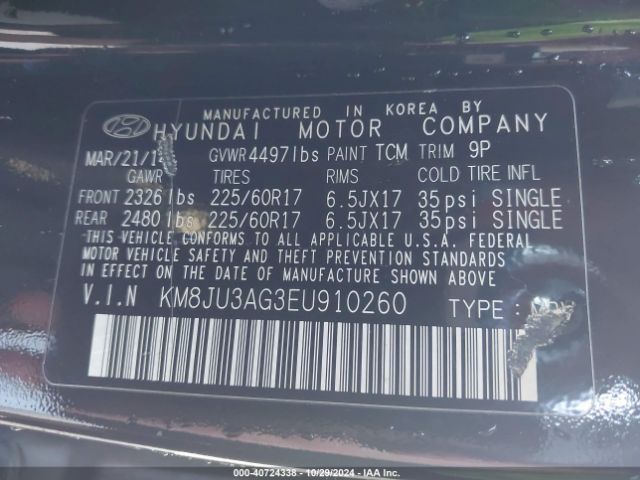 MANUFACTURED IN KOREA BY
HYUNDAI MOTOR COMPANY
MAR/21/14 GVWR 4497lbs PAINT TCM TRIM 9P
GAWR TIRES RIMS COLD TIRE INFL
FRONT 2326lbs 225/60R17 6.5JX17 35psi SINGLE
REAR 2480lbs 225/60R17 6.5JX17 35psi SINGLE
THIS VEHICLE CONFORMS TO ALL APPLICABLE U.S.A. FEDERAL
MOTOR VEHICLE SAFETY AND THEFT PREVENTION STANDARDS
IN EFFECT ON THE DATE OF MANUFACTURE SHOWN ABOVE
V.I.N KM8JU3AG3EU910260 TYPE :
© - 40724338 - 10/29/2024 - IAA Inc.